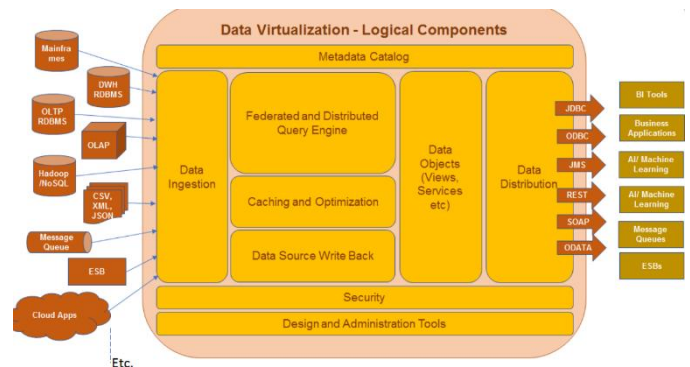 Data Virtualization - Logical Components
Metadata Catalog
Mainfra
mes
DWH
RDBMS
OLTP
RDBMS
OLAP
Hadoop
/NoSQL
CSV,
XML,
JSON
Message
Queue
ESB
Cloud Apps
Etc.
Data
Ingestion
Federated and Distributed
Query Engine
Caching and Optimization
Data Source Write Back
Data
Objects
(Views,
Services
etc)
Data
Distribution
Security
Design and Administration Tools
JDBC
ODBC
JMS
REST
SOAP
ODATA
BI Tools
Business
Applications
AI/ Machine
Learning
AI/ Machine
Learning
Message
Queues
ESBs